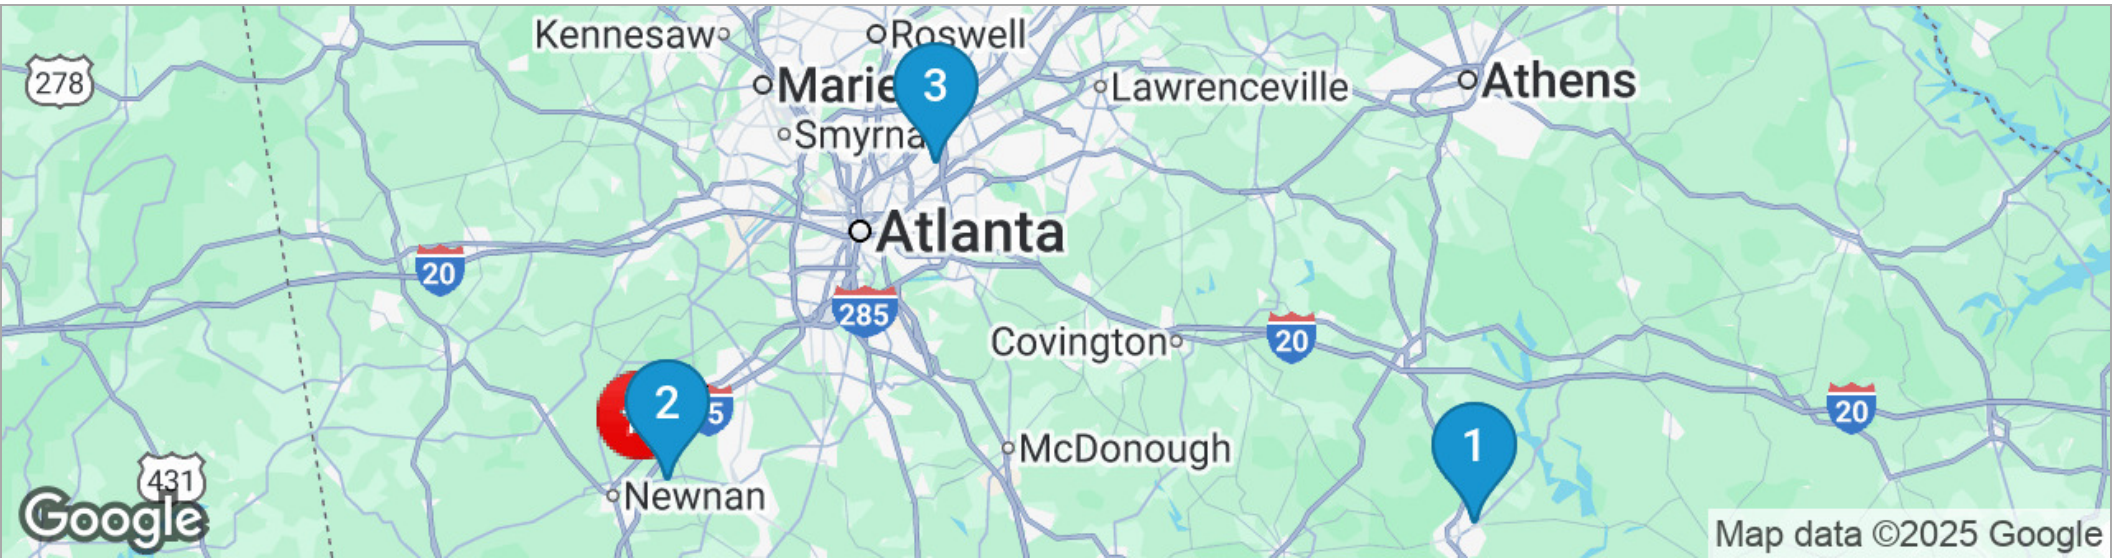 Kennesaw
Roswell
278
Marie
3
Lawrenceville
Athens
Smyrna
Atlanta
20
285
Covington
20
2
5
20
1
McDonough
431
Newnan
Google
Map data ©2025 Google